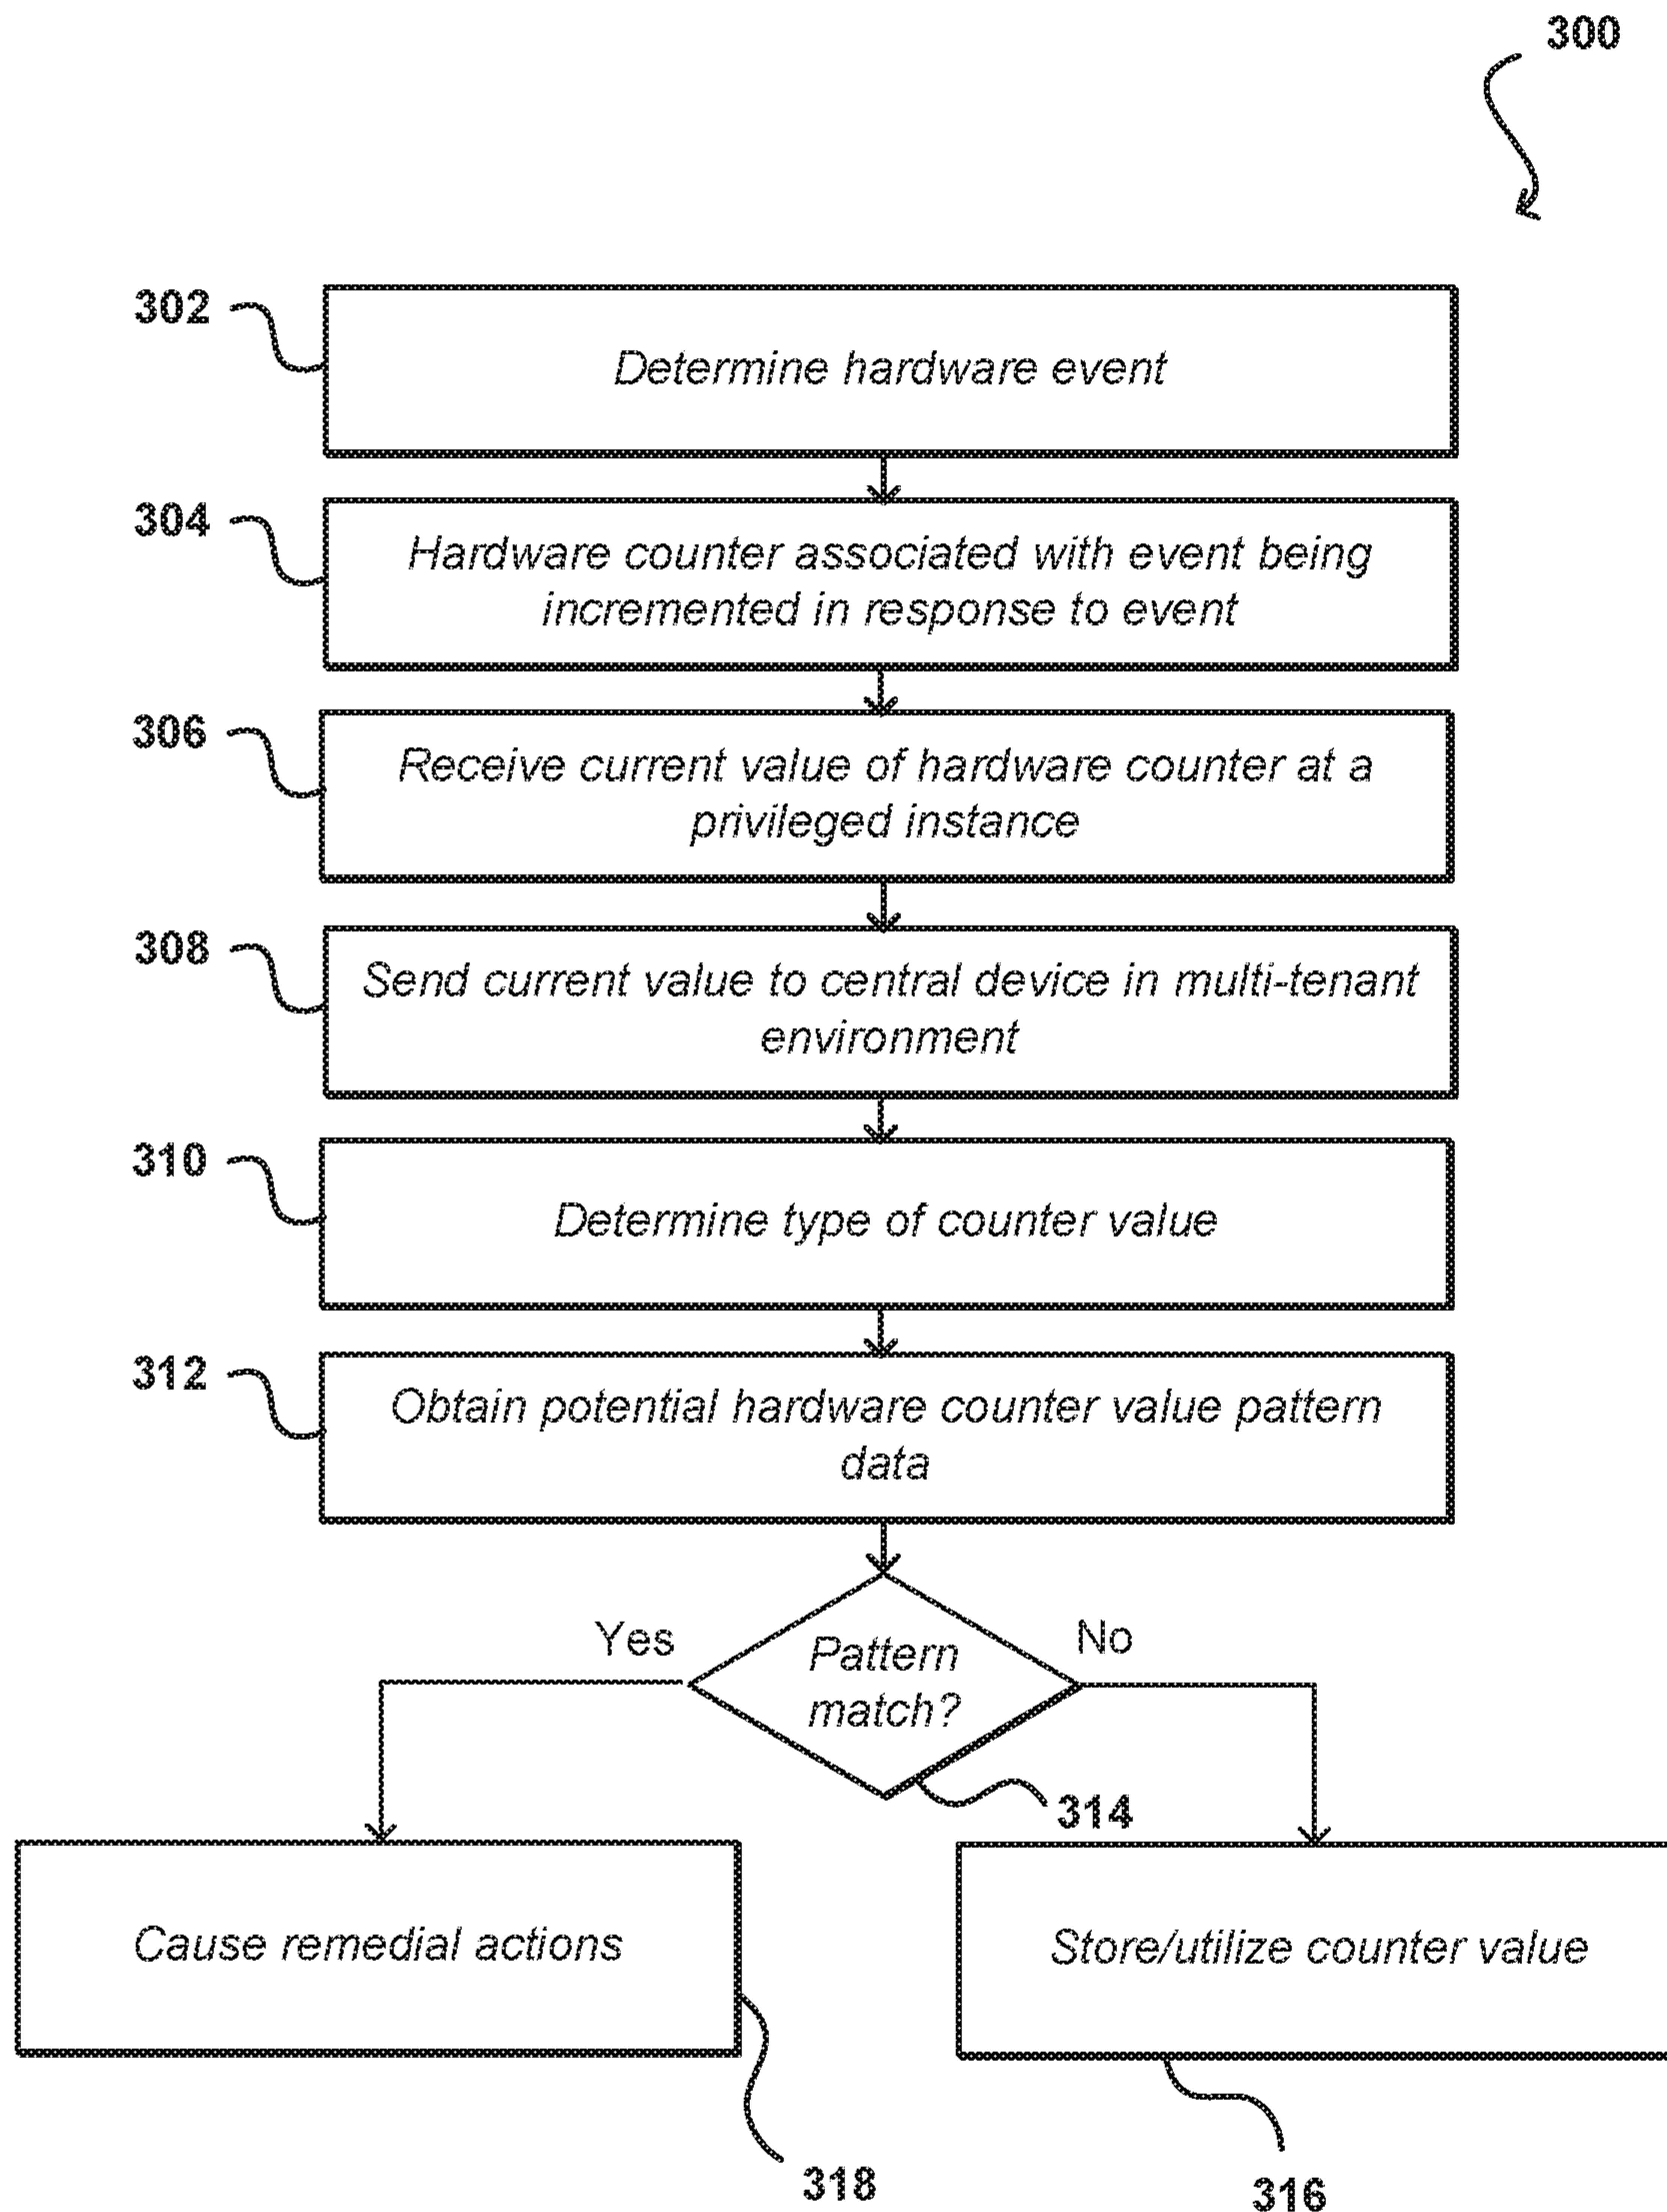 300
302
Determine hardware event
304
Hardware counter associated with event being
incremented in response to event
306
Receive current value of hardware counter at a
privileged instance
308
Send current value to central device in multi-tenant
environment
310
Determine type of counter value
312
Obtain potential hardware counter value pattern
data
Yes
Pattern
match?
No
314
Cause remedial actions
Store/utilize counter value
318
316